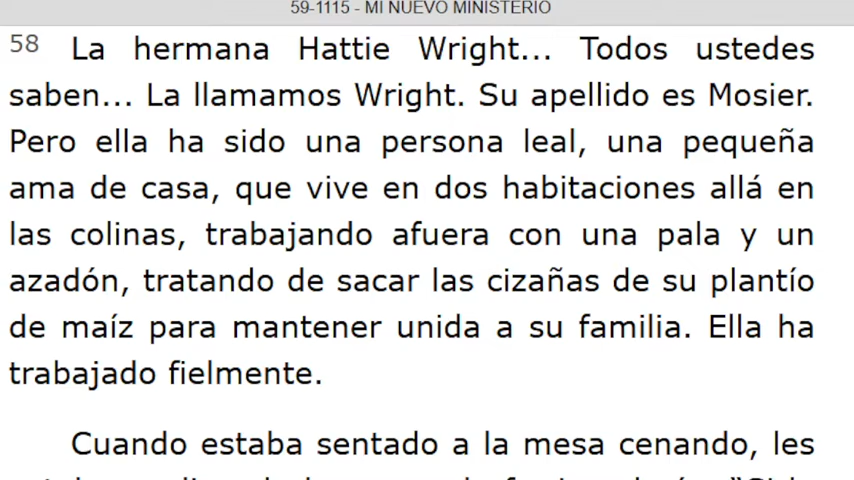 59-1115 - MI NUEVO MINISTERIO
58 La hermana Hattie Wright... Todos ustedes
saben... La llamamos Wright. Su apellido es Mosier.
Pero ella ha sido una persona leal, una pequeña
ama de casa, que vive en dos habitaciones allá en
las colinas, trabajando afuera con una pala y un
azadón, tratando de sacar las cizañas de su plantío
de maíz para mantener unida a su familia. Ella ha
trabajado fielmente.
Cuando estaba sentado a la mesa cenando, les